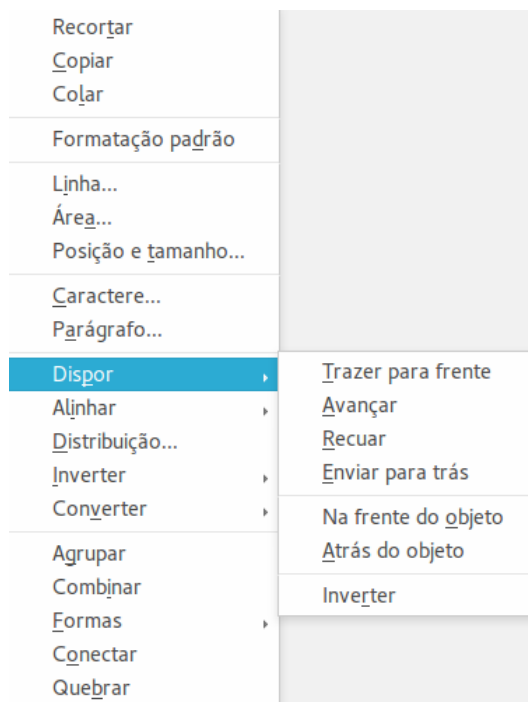 Recortar
Copiar
Colar
Formatação padrão
Linha...
Área...
Posição e tamanho...
Caractere...
Parágrafo...
Dispor
Alinhar
Distribuição...
Inverter
Converter
Agrupar
Combinar
Formas
Conectar
Quebrar
Trazer para frente
Avançar
Recuar
Enviar para trás
Na frente do objeto
Atrás do objeto
Inverter